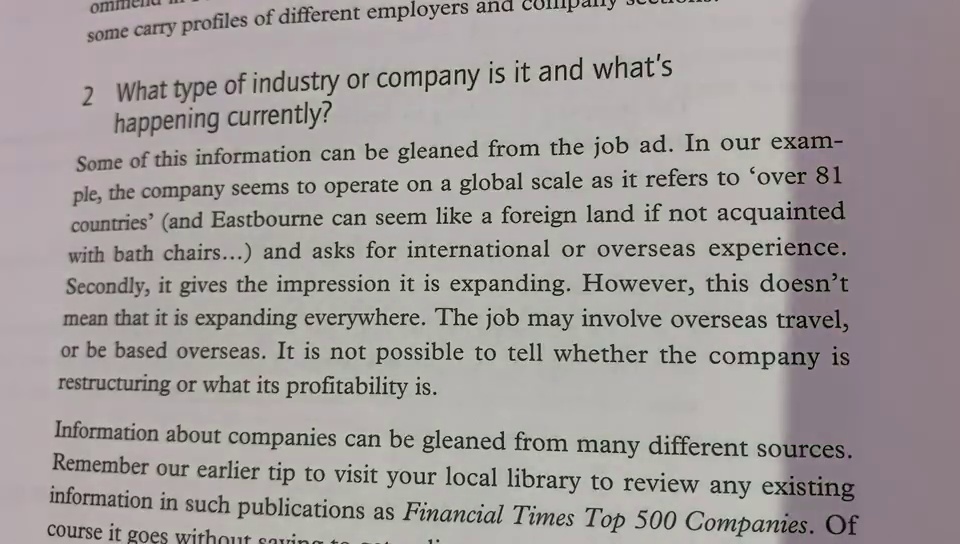 some carry profiles of different employers and company
2 What type of industry or company is it and what's
happening currently?
Some of this information can be gleaned from the job ad. In our exam-
ple, the company seems to operate on a global scale as it refers to ‘over 81
countries’ (and Eastbourne can seem like a foreign land if not acquainted
with bath chairs...) and asks for international or overseas experience.
Secondly, it gives the impression it is expanding. However, this doesn’t
mean that it is expanding everywhere. The job may involve overseas travel,
or be based overseas. It is not possible to tell whether the company is
restructuring or what its profitability is.
Information about companies can be gleaned from many different sources.
Remember our earlier tip to visit your local library to review any existing
information in such publications as Financial Times Top 500 Companies. Of
course it goes without